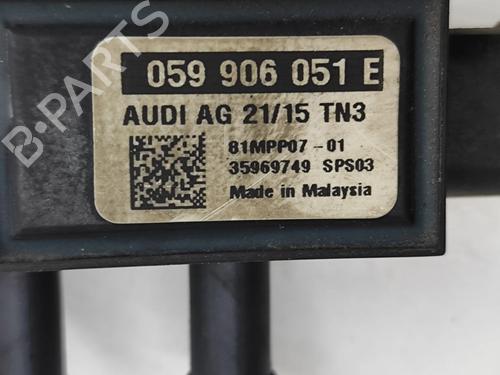 B-PARTS
059 906 051 E
AUDI AG 21/15 TN3
81MPP07-01
35969749 SPS03
Made in Malaysia